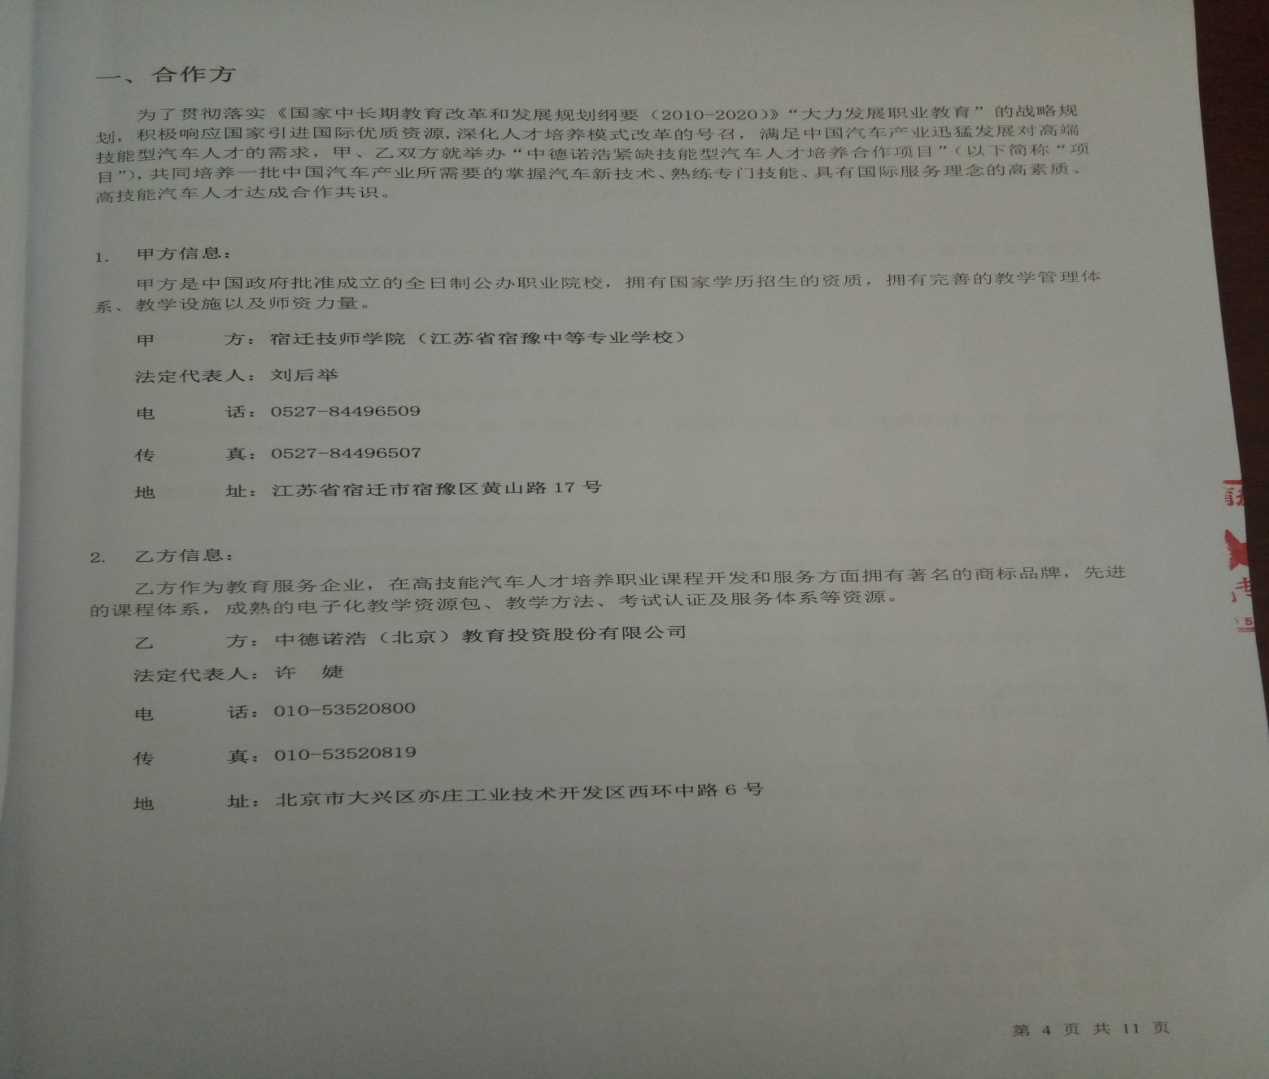 一、合作方
为了贯彻落实《国家中长期教育改革和发展规划纲要（2010-2020）》“大力发展职业教育”的战略规
划，积极响应国家引进国际优质资源,深化人才培养模式改革的号召，满足中国汽车产业迅猛发展对高端
技能型汽车人才的需求，甲、乙双方就举办“中德诺浩紧缺技能型汽车人才培养合作项目”（以下简称“项
目”），共同培养一批中国汽车产业所需要的掌握汽车新技术、熟练专门技能、具有国际服务理念的高素质、
高技能汽车人才达成合作共识。
1. 甲方信息：
甲方是中国政府批准成立的全日制公办职业院校，拥有国家学历招生的资质，拥有完善的教学管理体
系、教学设施以及师资力量。
甲 方：宿迁技师学院（江苏省宿豫中等专业学校）
法定代表人：刘后举
电 话：0527-84496509
传 真：0527-84496507
地 址：江苏省宿迁市宿豫区黄山路 17 号
2. 乙方信息：
乙方作为教育服务企业，在高技能汽车人才培养职业课程开发和服务方面拥有著名的商标品牌，先进
的课程体系，成熟的电子化教学资源包、教学方法、考试认证及服务体系等资源。
乙 方：中德诺浩（北京）教育投资股份有限公司
法定代表人：许 婕
电 话：010-53520800
传 真：010-53520819
地 址：北京市大兴区亦庄工业技术开发区西环中路 6 号
第 4 页 共 11 页